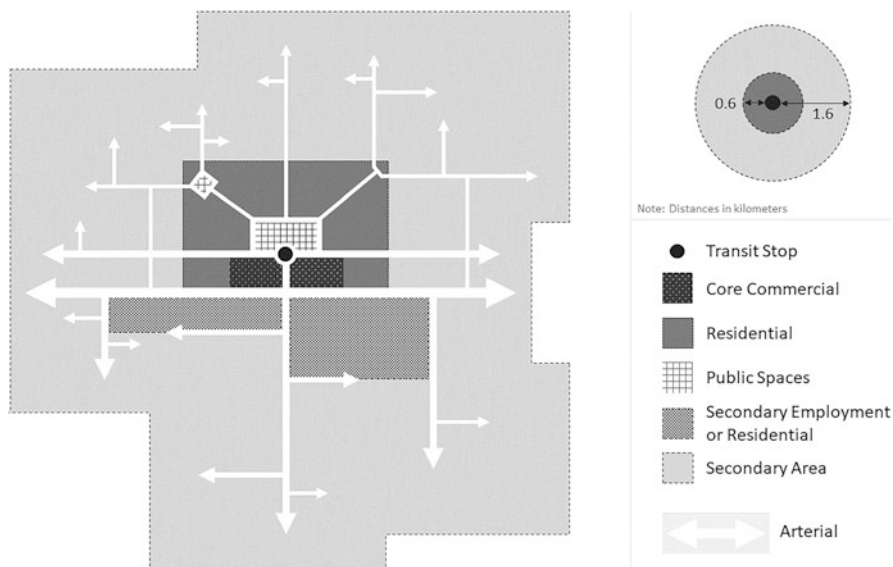 0.6
1.6
Note: Distances in kilometers
Transit Stop
Core Commercial
Residential
Public Spaces
Secondary Employment
or Residential
Secondary Area
Arterial